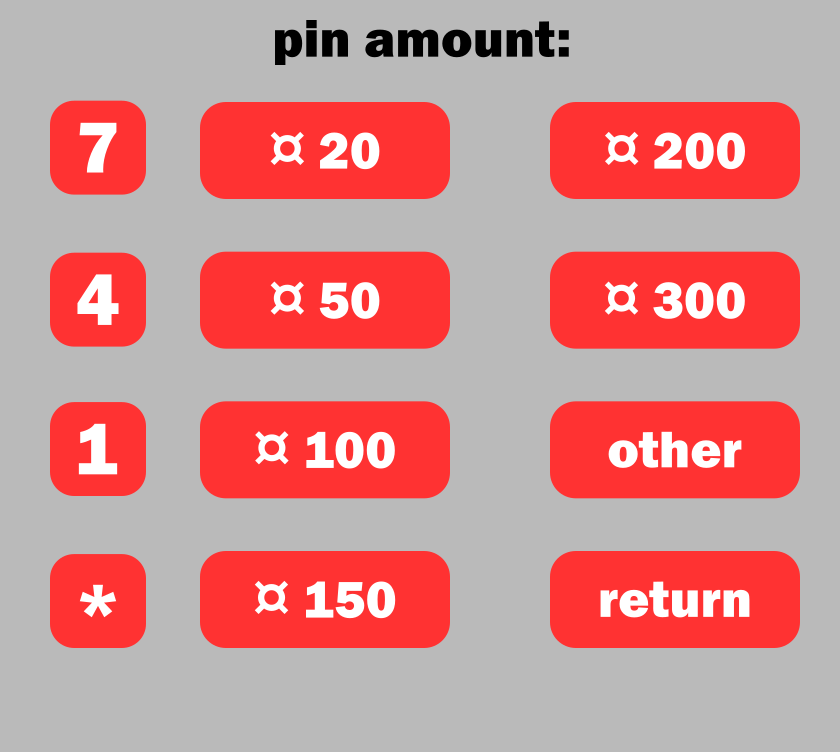 pin amount:
7 ¤ 20 ¤ 200
4 ¤ 50 ¤ 300
1 ¤ 100 other
* ¤ 150 return